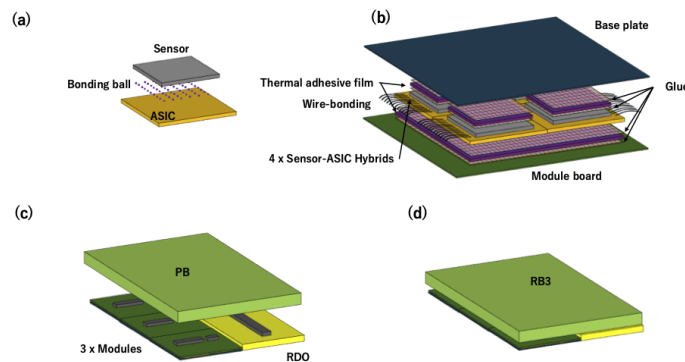 (a)
Sensor
Bonding ball
ASIC
(b)
Base plate
Thermal adhesive film
Wire-bonding
Glue
4 x Sensor-ASIC Hybrids
Module board
(c)
PB
3 x Modules
RDO
(d)
RB3